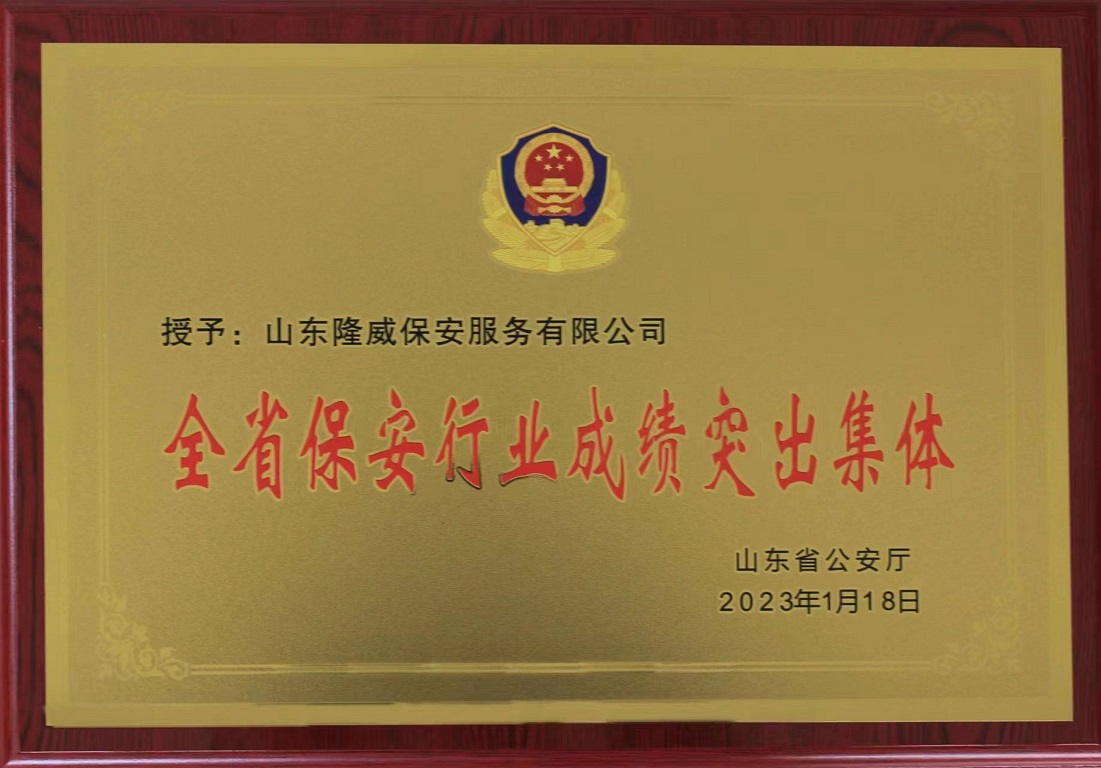 授予：山东隆威保安服务有限公司
全省保安行业成绩突出集体
山东省公安厅
2023年1月18日